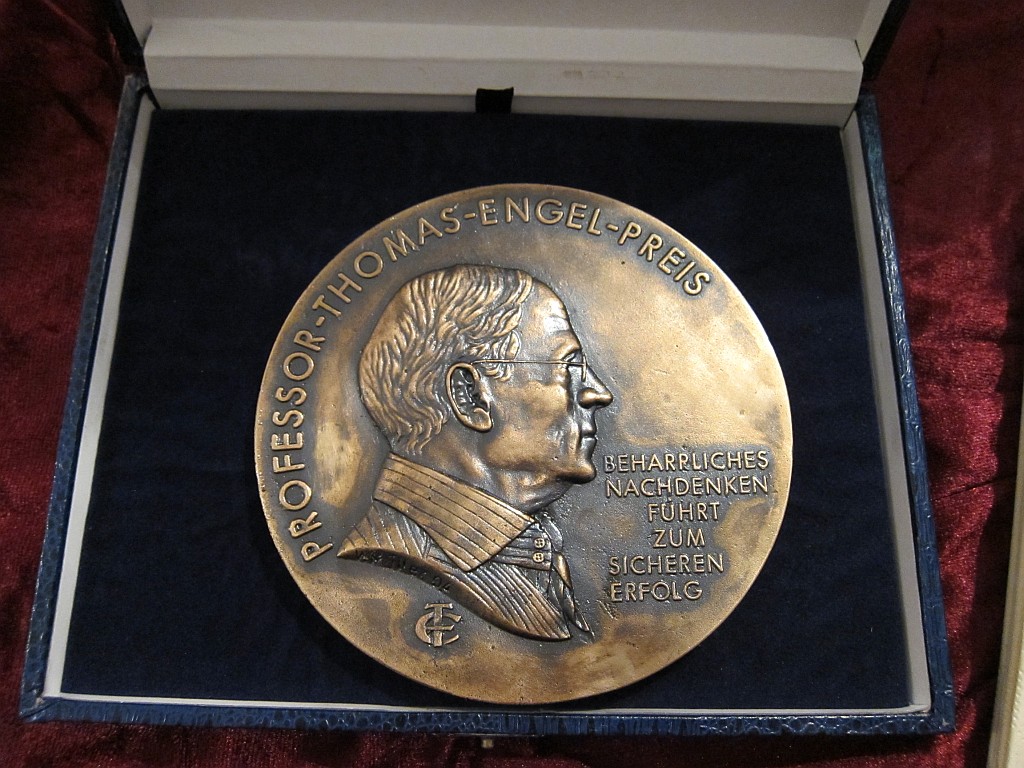 PROFESSOR-THOMAS-ENGEL-PREIS
BEHARRLICHES
NACHDENKEN
FÜHRT
ZUM
SICHEREN
ERFOLG